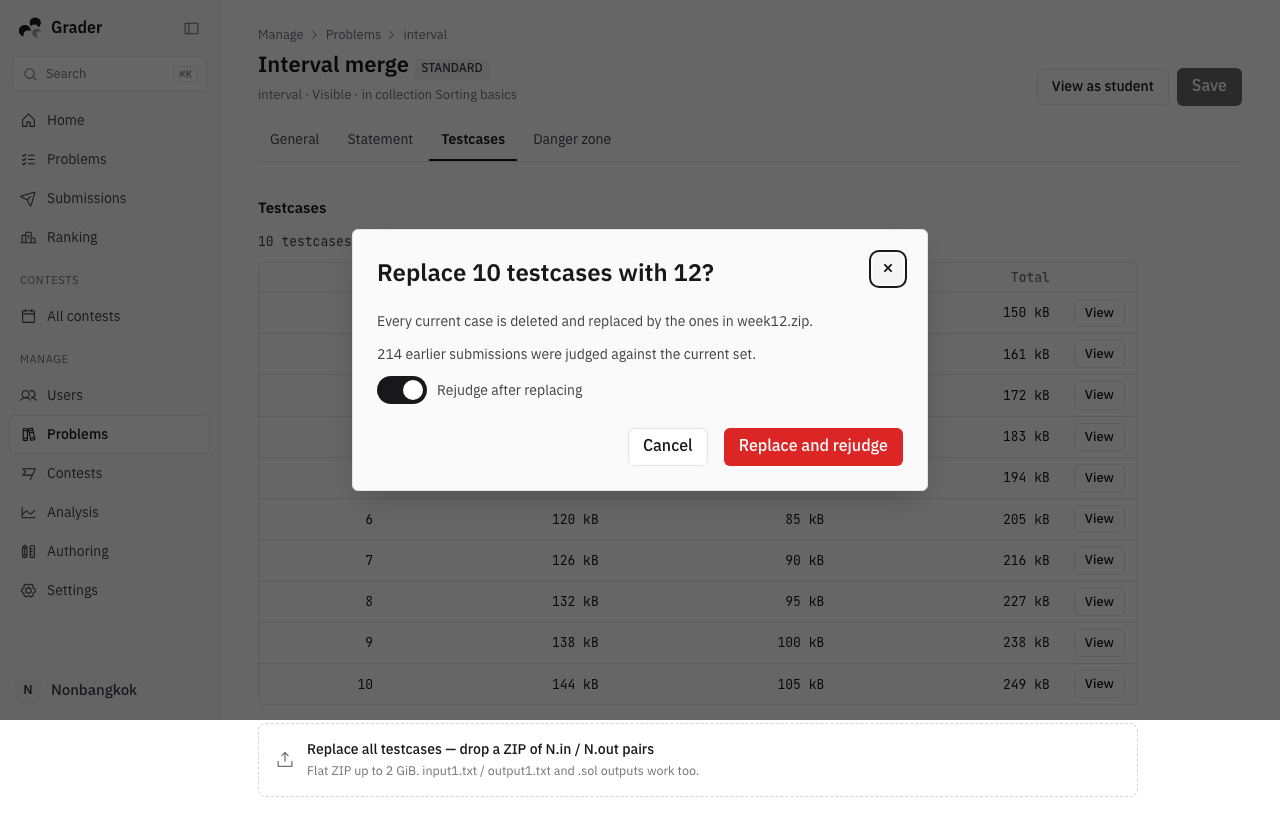 Grader
Search ⌘K
Home
Problems
Submissions
Ranking
CONTESTS
All contests
MANAGE
Users
Problems
Contests
Analysis
Authoring
Settings
N Nonbangkok
Manage > Problems > interval
Interval merge STANDARD
interval · Visible · in collection Sorting basics
View as student Save
General Statement Testcases Danger zone
Testcases
10 testcases
Total
150 kB View
161 kB View
172 kB View
183 kB View
194 kB View
6 120 kB 85 kB 205 kB View
7 126 kB 90 kB 216 kB View
8 132 kB 95 kB 227 kB View
9 138 kB 100 kB 238 kB View
10 144 kB 105 kB 249 kB View
Replace 10 testcases with 12?
Every current case is deleted and replaced by the ones in week12.zip.
214 earlier submissions were judged against the current set.
Rejudge after replacing
Cancel Replace and rejudge
Replace all testcases — drop a ZIP of N.in / N.out pairs
Flat ZIP up to 2 GiB. input1.txt / output1.txt and .sol outputs work too.